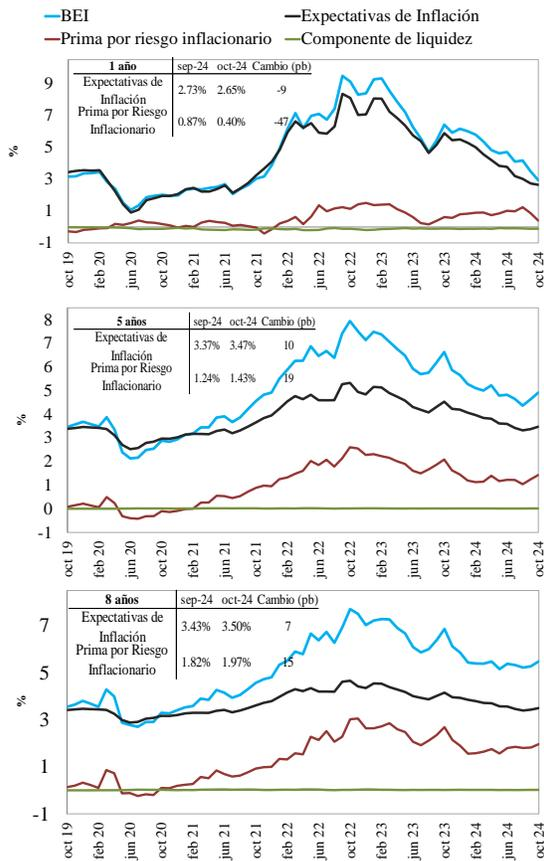 BEI Expectativas de Inflación
Prima por riesgo inflacionario Componente de liquidez
1 año sep-24 oct-24 Cambio (pb)
Expectativas de
Inflación 2.73% 2.65% -9
Prima por Riesgo
Inflacionario 0.87% 0.40% -47
%
9
7
5
3
1
-1
oct 19 feb 20 jun 20 oct 20 feb 21 jun 21 oct 21 feb 22 jun 22 oct 22 feb 23 jun 23 oct 23 feb 24 jun 24 oct 24
5 años sep-24 oct-24 Cambio (pb)
Expectativas de
Inflación 3.37% 3.47% 10
Prima por Riesgo
Inflacionario 1.24% 1.43% 19
%
8
7
6
5
4
3
2
1
0
-1
oct 19 feb 20 jun 20 oct 20 feb 21 jun 21 oct 21 feb 22 jun 22 oct 22 feb 23 jun 23 oct 23 feb 24 jun 24 oct 24
8 años sep-24 oct-24 Cambio (pb)
Expectativas de
Inflación 3.43% 3.50% 7
Prima por Riesgo
Inflacionario 1.82% 1.97% 15
%
7
5
3
1
-1
oct 19 feb 20 jun 20 oct 20 feb 21 jun 21 oct 21 feb 22 jun 22 oct 22 feb 23 jun 23 oct 23 feb 24 jun 24 oct 24